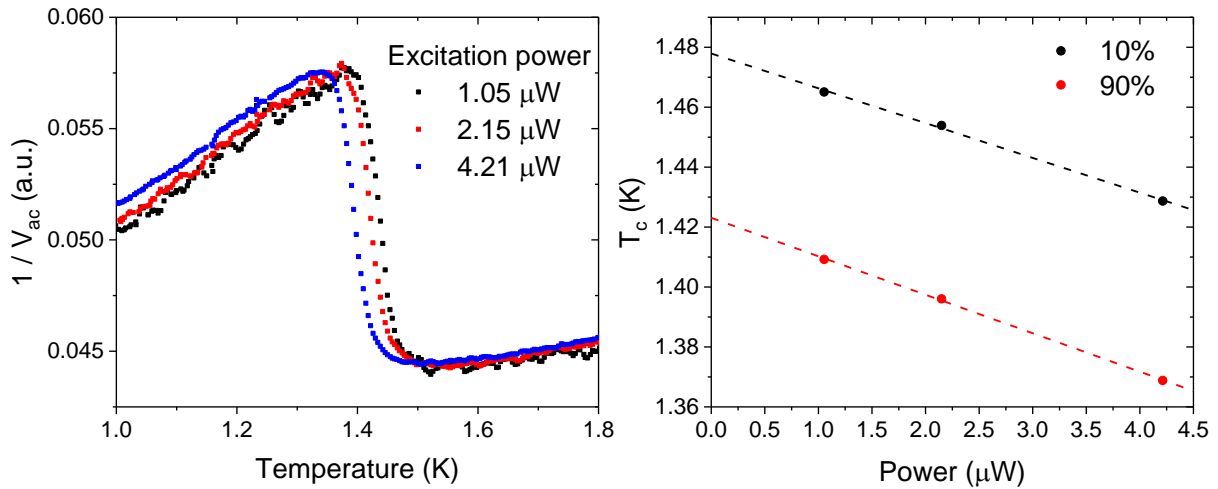 0.060
0.055
0.050
0.045
1 / V_ac (a.u.)
1.0 1.2 1.4 1.6 1.8
Temperature (K)
Excitation power
1.05 μW
2.15 μW
4.21 μW
1.48
1.46
1.44
1.42
1.40
1.38
1.36
T_c (K)
0.0 0.5 1.0 1.5 2.0 2.5 3.0 3.5 4.0 4.5
Power (μW)
10%
90%